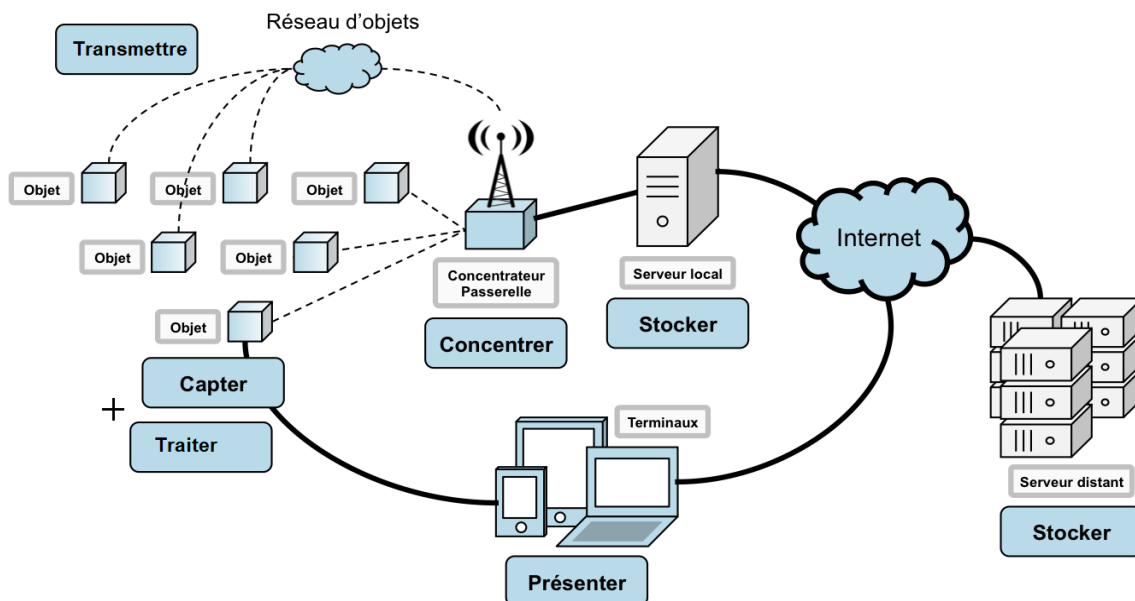 Réseau d’objets
Transmettre
Objet
Objet
Objet
Objet
Objet
Objet
Concentrateur
Passerelle
Concentrer
Serveur local
Stocker
Internet
Capter
+
Traiter
Terminaux
Présenter
Serveur distant
Stocker